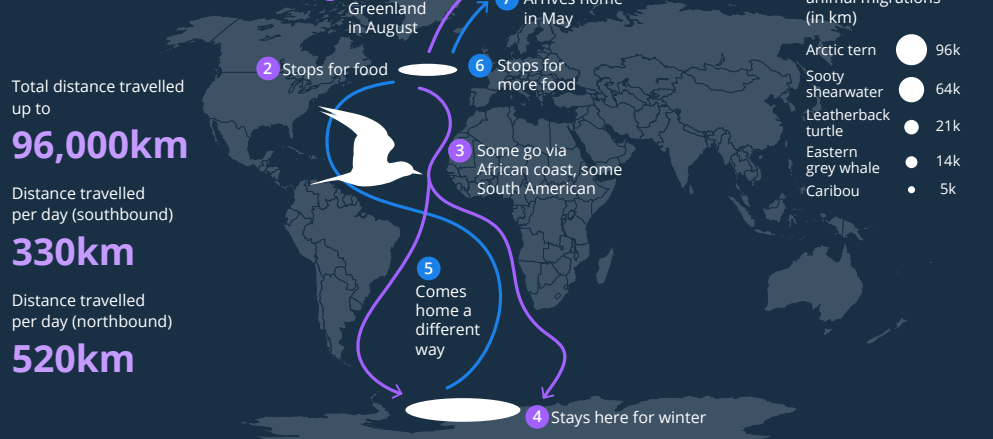 Greenland
in August
7
Arrives home
in May
animal migrations
(in km)
2 Stops for food
6 Stops for
more food
Arctic tern 96k
Sooty
shearwater 64k
Leatherback
turtle 21k
Eastern
grey whale 14k
Caribou 5k
Total distance travelled
up to
96,000km
3 Some go via
African coast, some
South American
Distance travelled
per day (southbound)
330km
5
Comes
home a
different
way
Distance travelled
per day (northbound)
520km
4 Stays here for winter